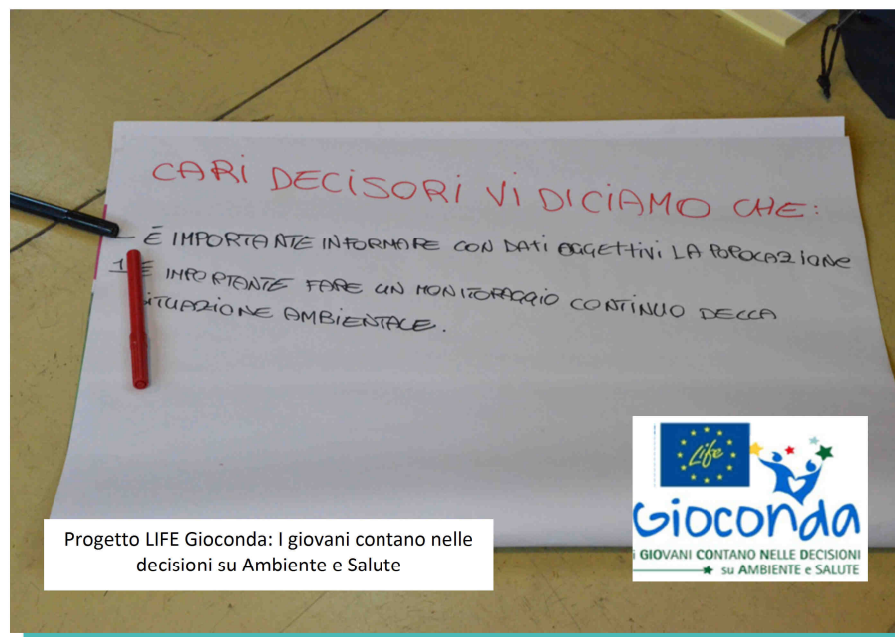 CARI DECISORI VI DICIAMO CHE:
- È IMPORTANTE INFORMARE CON DATI OGGETTIVI LA POPOLAZIONE
È IMPORTANTE FARE UN MONITORAGGIO CONTINUO DELLA
SITUAZIONE AMBIENTALE.
Life
GIOCONDA
i GIOVANI CONTANO NELLE DECISIONI
su AMBIENTE e SALUTE
Progetto LIFE Gioconda: I giovani contano nelle
decisioni su Ambiente e Salute